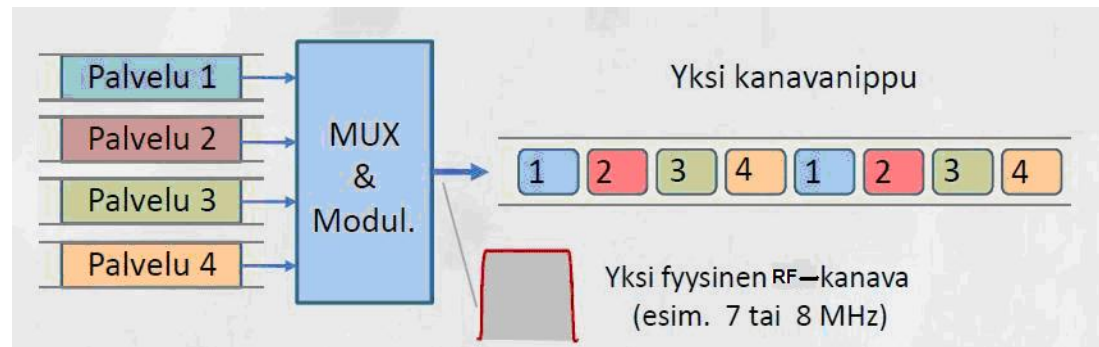 Palvelu 1
Palvelu 2
Palvelu 3
Palvelu 4
MUX
&
Modul.
Yksi kanavanippu
1 2 3 4 1 2 3 4
Yksi fyysinen RF-kanava
(esim. 7 tai 8 MHz)